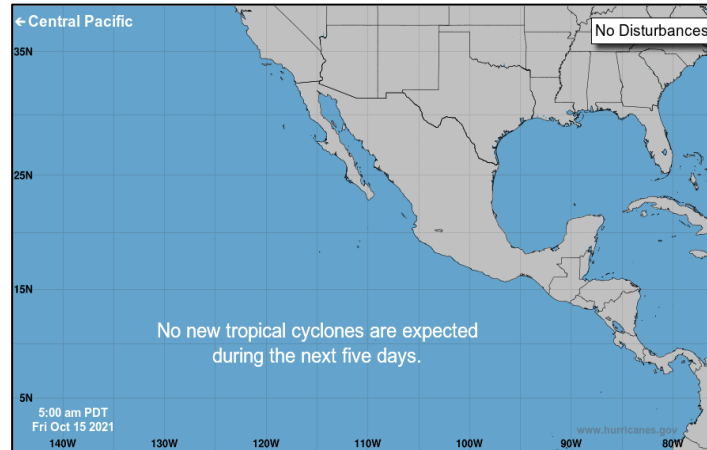 ← Central Pacific
No Disturbances
35N
25N
15N
No new tropical cyclones are expected
during the next five days.
5N
5:00 am PDT
Fri Oct 15 2021
www.hurricanes.gov
140W 130W 120W 110W 100W 90W 80W